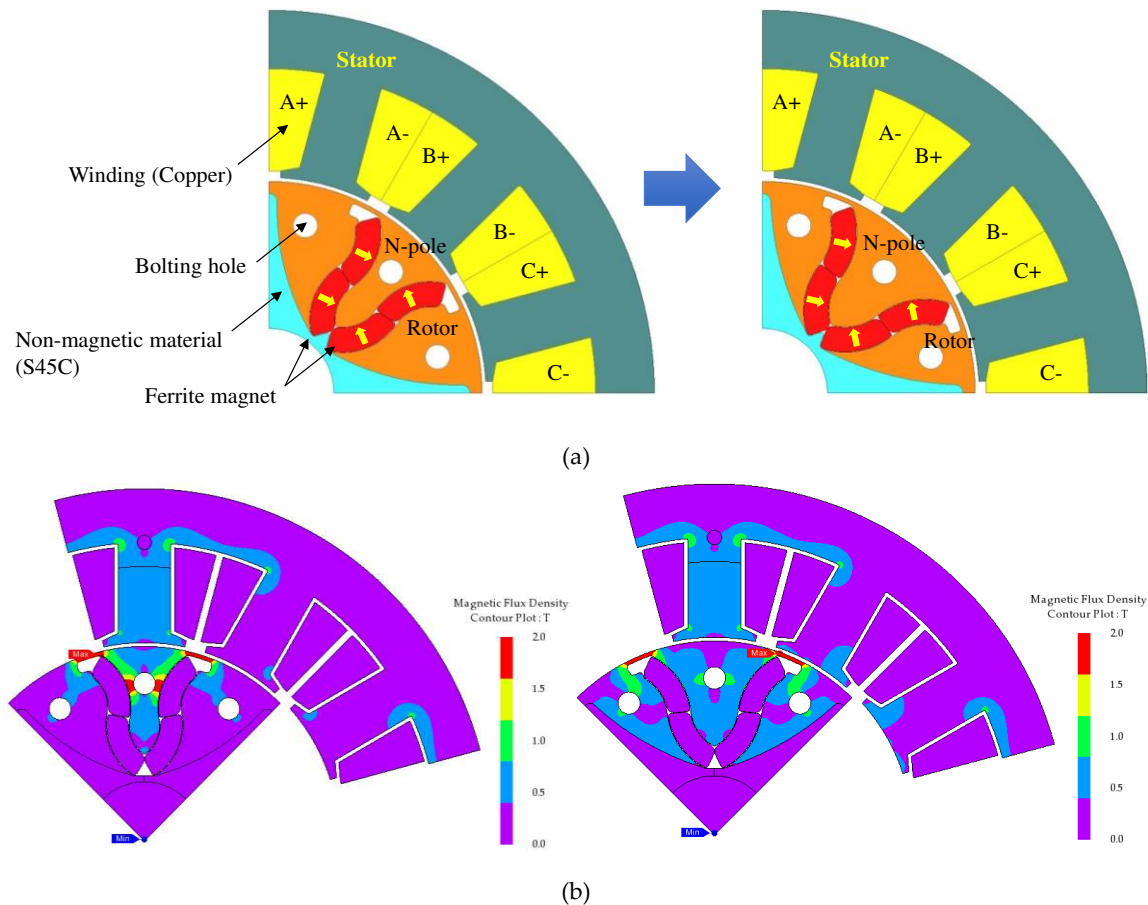 Stator
A+
A-
B+
Winding (Copper)
B-
C+
N-pole
Bolting hole
Non-magnetic material
(S45C)
Rotor
Ferrite magnet
C-
Stator
A+
A-
B+
B-
C+
N-pole
Rotor
C-
(a)
Magnetic Flux Density
Contour Plot : T
2.0
1.5
1.0
0.5
0.0
Max
Min
Magnetic Flux Density
Contour Plot : T
2.0
1.5
1.0
0.5
0.0
Max
Min
(b)